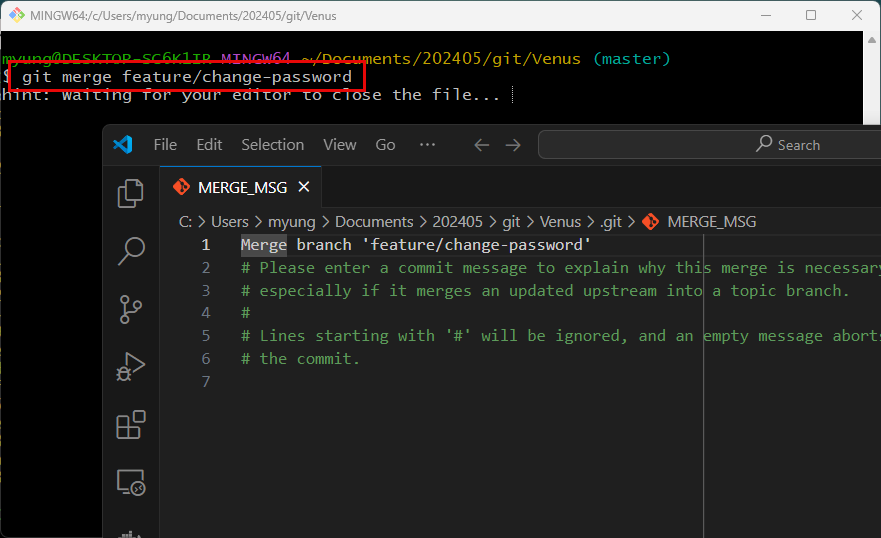 MINGW64:/c/Users/myung/Documents/202405/git/Venus
myung@DESKTOP-SC6K1IR MINGW64 ~/Documents/202405/git/Venus (master)
$ git merge feature/change-password
hint: Waiting for your editor to close the file...
File Edit Selection View Go ... Search
MERGE_MSG
C: > Users > myung > Documents > 202405 > git > Venus > .git > MERGE_MSG
1 Merge branch 'feature/change-password'
2 # Please enter a commit message to explain why this merge is necessary
3 # especially if it merges an updated upstream into a topic branch.
4 #
5 # Lines starting with '#' will be ignored, and an empty message aborts
6 # the commit.
7